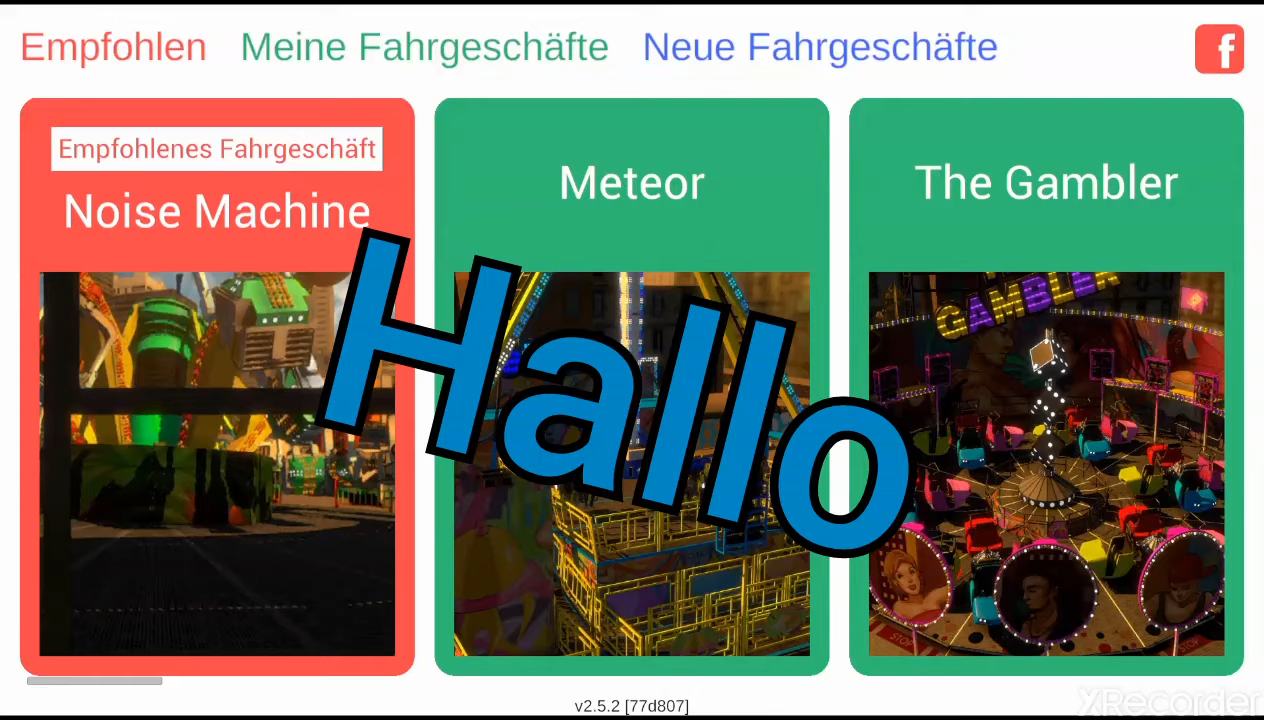 Empfohlen Meine Fahrgeschäfte Neue Fahrgeschäfte
f
Empfohlenes Fahrgeschäft
Noise Machine
Meteor
The Gambler
Hallo
GAMBLER
STOP
v2.5.2 [77d807]
XRecorder